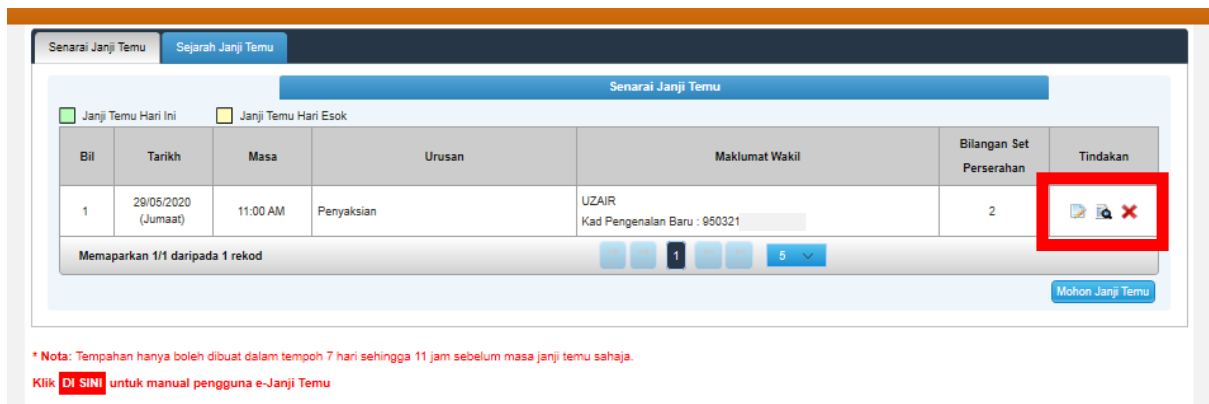 Senarai Janji Temu Sejarah Janji Temu
Senarai Janji Temu
Janji Temu Hari Ini Janji Temu Hari Esok
Bil Tarikh Masa Urusan Maklumat Wakil Bilangan Set Perserahan Tindakan
1 29/05/2020 (Jumaat) 11:00 AM Penyaksian UZAIR 2
Kad Pengenalan Baru : 950321
Memaparkan 1/1 daripada 1 rekod 1 5
Mohon Janji Temu
* Nota: Tempahan hanya boleh dibuat dalam tempoh 7 hari sehingga 11 jam sebelum masa janji temu sahaja.
Klik DI SINI untuk manual pengguna e-Janji Temu